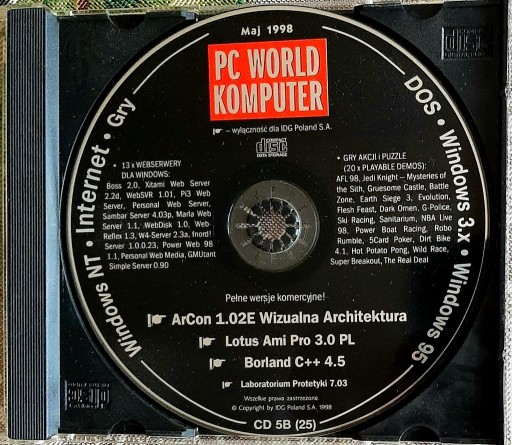 Maj 1998
PC WORLD
KOMPUTER
– wyłączność dla IDG Poland S.A.
COMPACT
disc
DATA STORAGE
Windows NT • Internet • Gry
DOS • Windows 3.x • Windows 95
• 13 x WEBSERWERY
DLA WINDOWS:
Boss 2.0, Xitami Web Server
2.2d, WebSVR 1.01, Pi3 Web
Server, Personal Web Server,
Sambar Server 4.03p, Marla Web
Server 1.1, WebDisk 1.0, Web-
Reflex 1.3, W4-Server 2.3a, Inord!
Server 1.0.0.23, Power Web 98
1.1, Personal Web Media, GMUtant
Simple Server 0.90
• GRY AKCJI i PUZZLE
(20 x PLAYABLE DEMOS):
AFL 98, Jedi Knight – Mysteries of
the Sith, Gruesome Castle, Battle
Zone, Earth Siege 3, Evolution,
Flesh Feast, Dark Omen, G-Police,
Ski Racing, Sanitarium, NBA Live
98, Power Boat Racing, Robo
Rumble, 5Card Poker, Dirt Bike
4.1, Hot Potato Pong, Wild Race,
Super Breakout, The Real Deal
Pełne wersje komercyjne!
ArCon 1.02E Wizualna Architektura
Lotus Ami Pro 3.0 PL
Borland C++ 4.5
Laboratorium Protetyki 7.03
Wszelkie prawa zastrzeżone.
© Copyright by IDG Poland S.A. 1998
CD 5B (25)